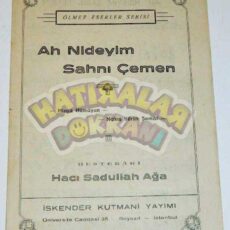 ÖLMEZ ESERLER SERİSİ
Ah Nideyim
Sahnı Çemen
HATIRALAR
DÜKKANI
BESTEKÂRI
Hacı Sadullah Ağa
İSKENDER KUTMANİ YAYIMI
Üniversite Caddesi 28 Beyazıt - İstanbul